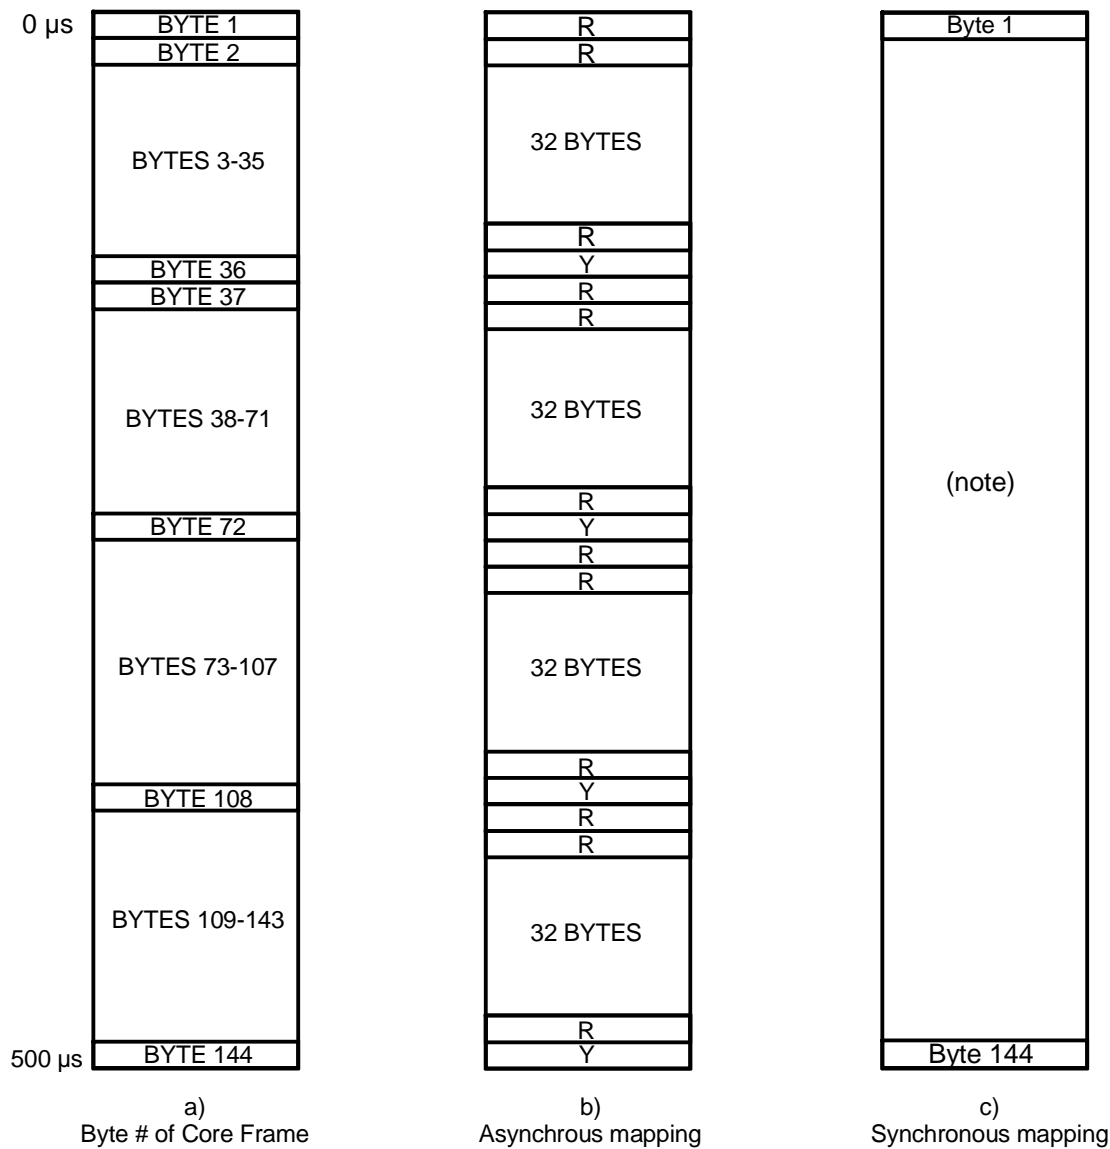 0 µs
BYTE 1
BYTE 2
BYTES 3-35
BYTE 36
BYTE 37
BYTES 38-71
BYTE 72
BYTES 73-107
BYTE 108
BYTES 109-143
500 µs
BYTE 144
a)
Byte # of Core Frame
R
R
32 BYTES
R
Y
R
R
32 BYTES
R
Y
R
R
32 BYTES
R
Y
R
R
32 BYTES
R
Y
b)
Asynchrous mapping
Byte 1
(note)
Byte 144
c)
Synchronous mapping